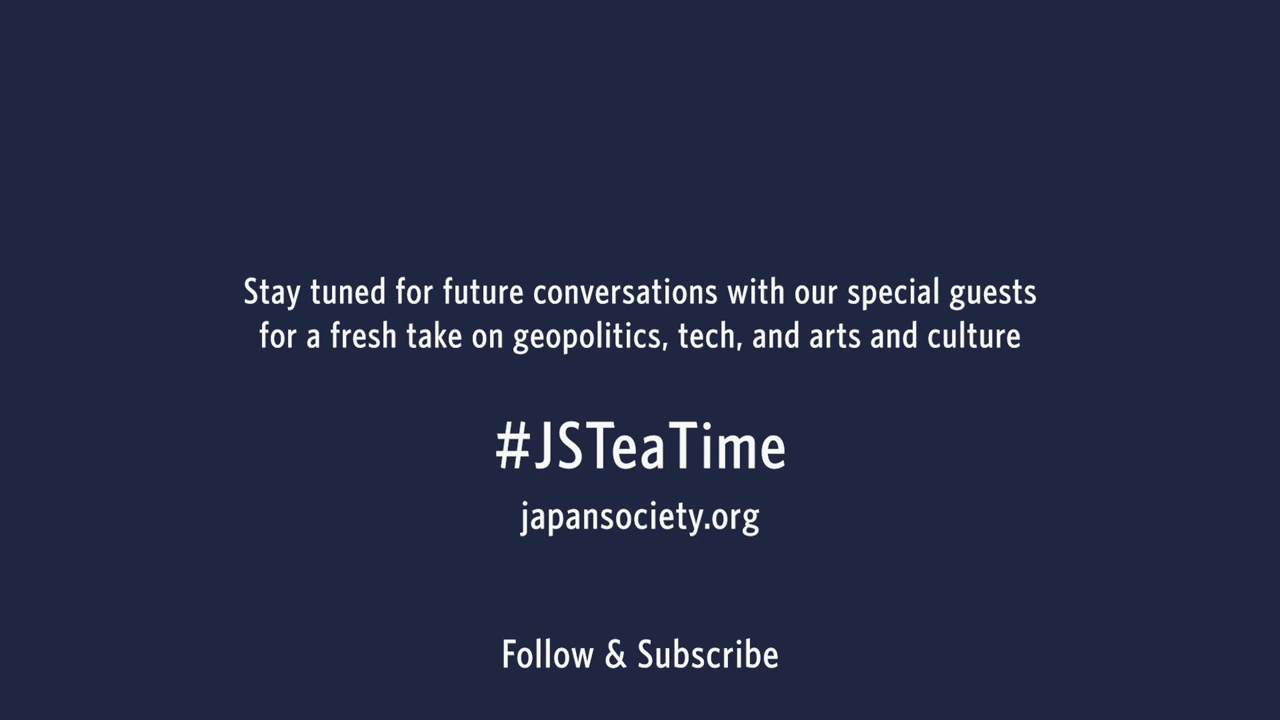 Stay tuned for future conversations with our special guests
for a fresh take on geopolitics, tech, and arts and culture
#JSTeaTime
japansociety.org
Follow & Subscribe